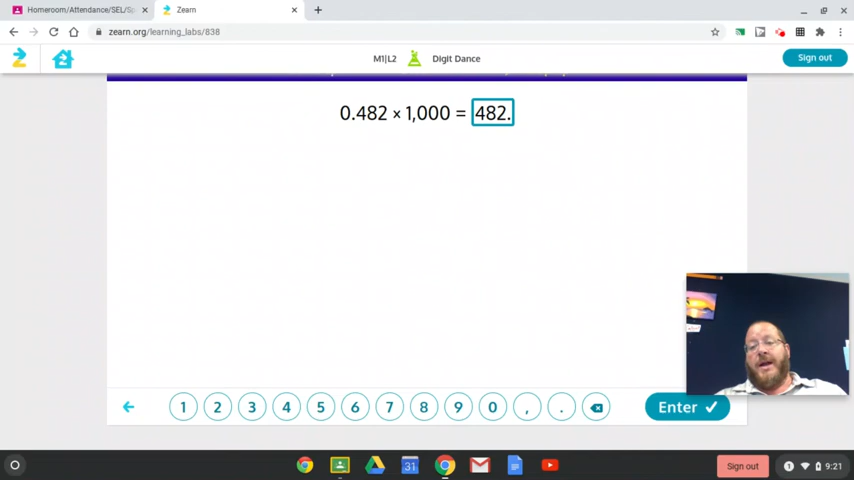 Homeroom/Attendance/SEL/Sp
Zearn
zearn.org/learning_labs/838
M1|L2
Digit Dance
Sign out
0.482 × 1,000 = 482.
1 2 3 4 5 6 7 8 9 0 , .
Enter
31
Sign out
1
9:21